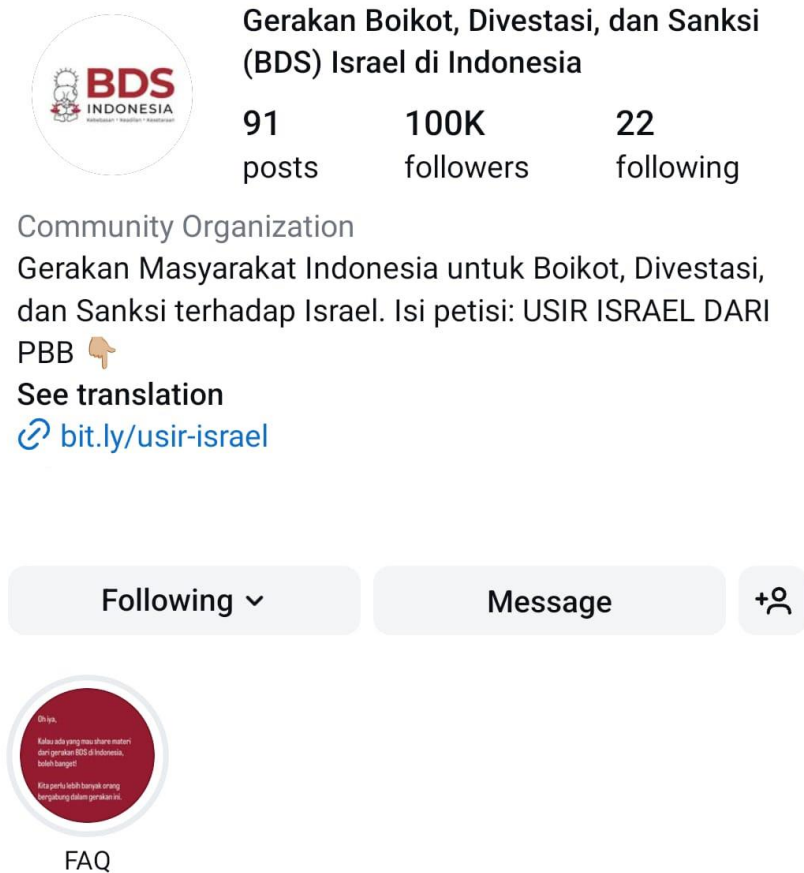 Gerakan Boikot, Divestasi, dan Sanksi
(BDS) Israel di Indonesia
BDS
INDONESIA
Kebebasan • Keadilan • Kesetaraan
91
100K
22
posts
followers
following
Community Organization
Gerakan Masyarakat Indonesia untuk Boikot, Divestasi,
dan Sanksi terhadap Israel. Isi petisi: USIR ISRAEL DARI
PBB 👇🏼
See translation
bit.ly/usir-israel
Following
Message
Oh iya,
Kalau ada yang mau share materi
dari gerakan BDS di Indonesia,
boleh banget!
Kita perlu lebih banyak orang
bergabung dalam gerakan ini.
FAQ